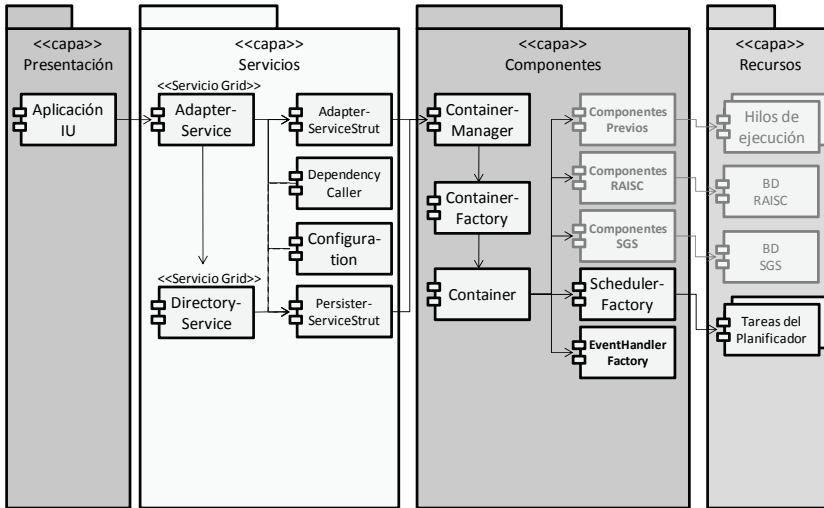 <<capa>>
Presentación
Aplicación
IU
<<capa>>
Servicios
<<Servicio Grid>>
Adapter-
Service
<<Servicio Grid>>
Directory-
Service
Adapter-
ServiceStrut
Dependency
Caller
Configura-
tion
Persister-
ServiceStrut
<<capa>>
Componentes
Container-
Manager
Container-
Factory
Container
Componentes
Previos
Componentes
RAISC
Componentes
SGS
Scheduler-
Factory
EventHandler
Factory
<<capa>>
Recursos
Hilos de
ejecución
BD
RAISC
BD
SGS
Tareas del
Planificador